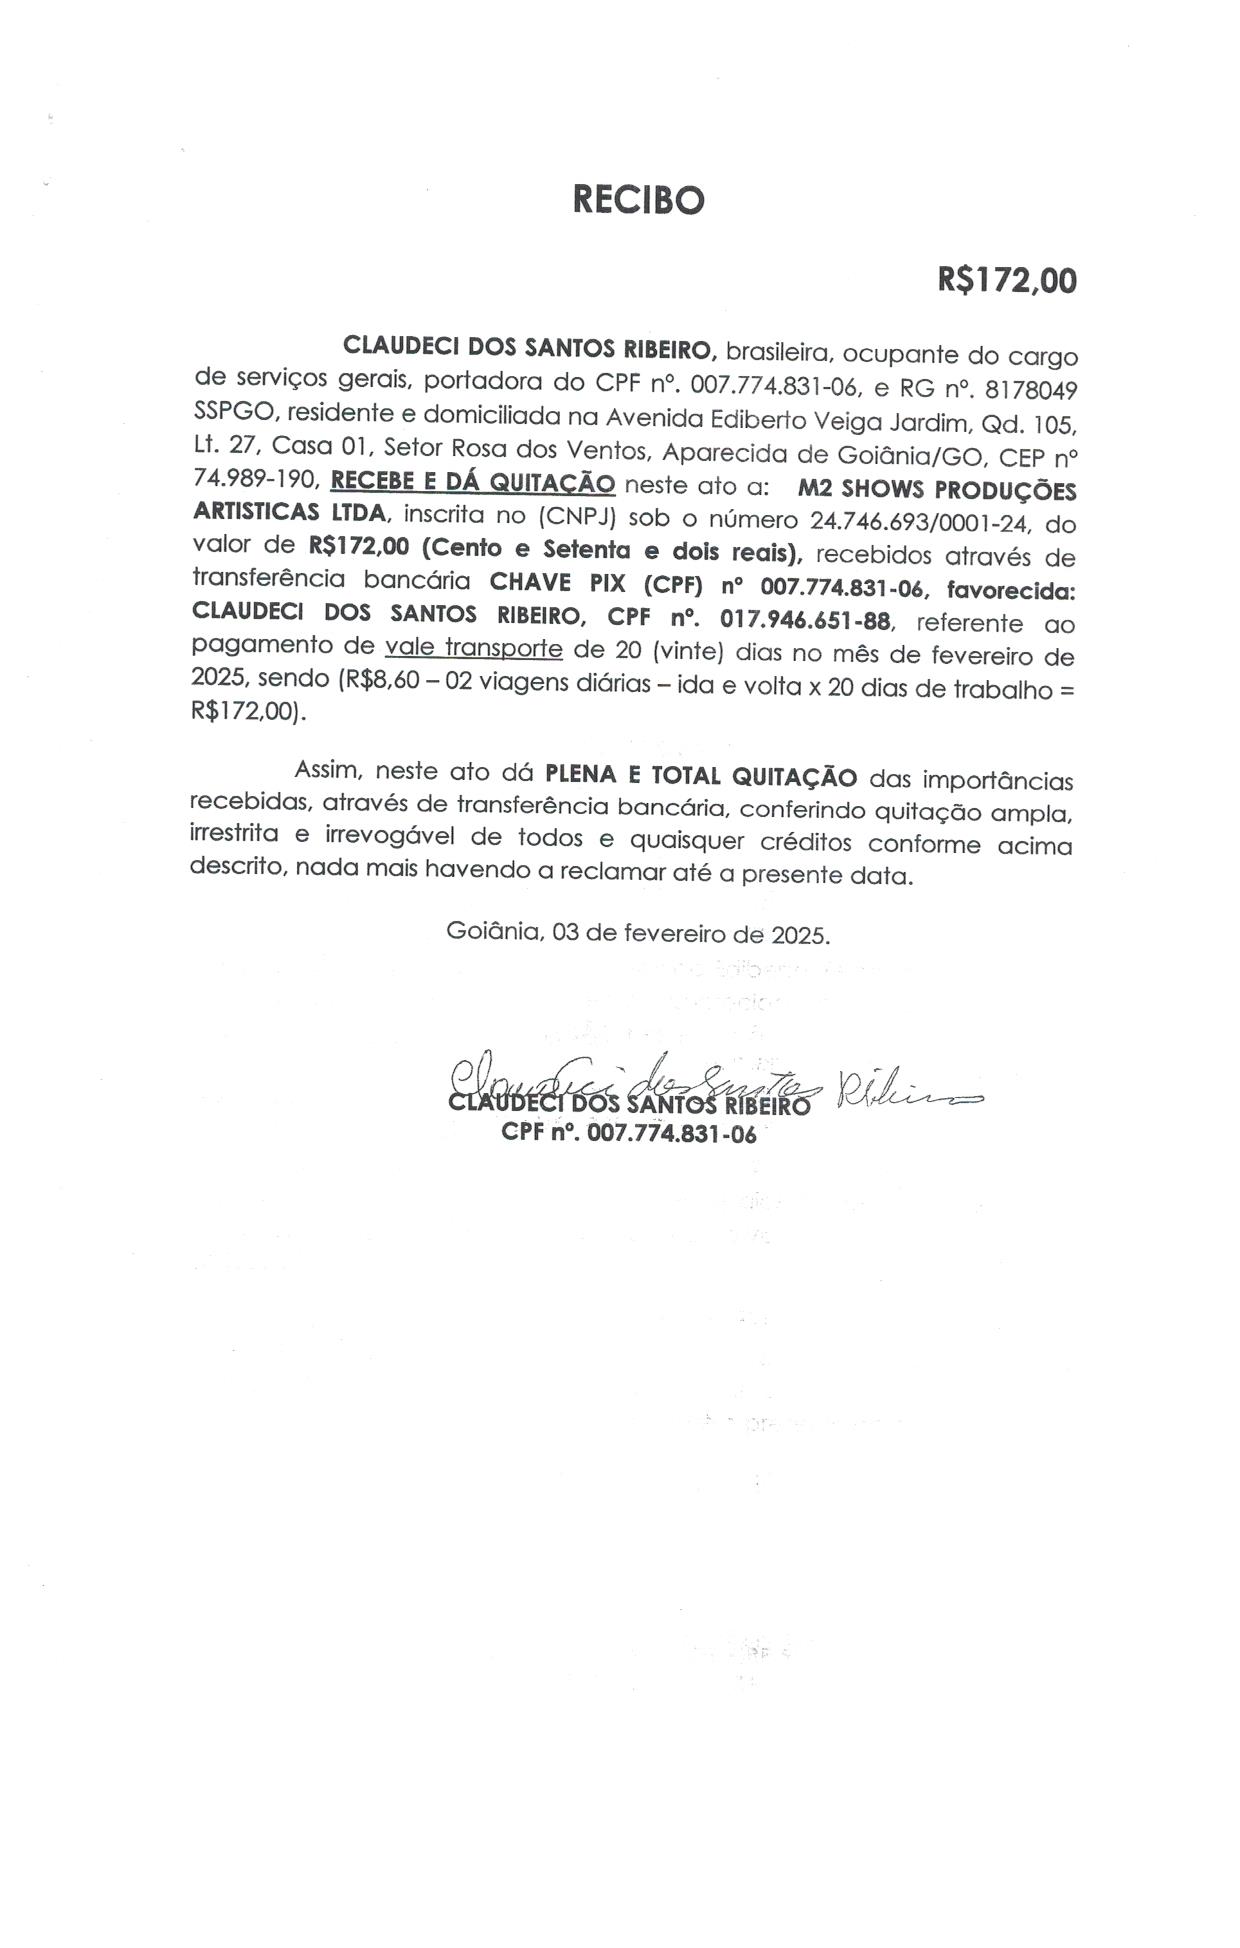 RECIBO
R$172,00
CLAUDECI DOS SANTOS RIBEIRO, brasileira, ocupante do cargo
de serviços gerais, portadora do CPF nº. 007.774.831-06, e RG nº. 8178049
SSPGO, residente e domiciliada na Avenida Ediberto Veiga Jardim, Qd. 105,
Lt. 27, Casa 01, Setor Rosa dos Ventos, Aparecida de Goiânia/GO, CEP nº
74.989-190, RECEBE E DÁ QUITAÇÃO neste ato a: M2 SHOWS PRODUÇÕES
ARTISTICAS LTDA, inscrita no (CNPJ) sob o número 24.746.693/0001-24, do
valor de R$172,00 (Cento e Setenta e dois reais), recebidos através de
transferência bancária CHAVE PIX (CPF) nº 007.774.831-06, favorecida:
CLAUDECI DOS SANTOS RIBEIRO, CPF nº. 017.946.651-88, referente ao
pagamento de vale transporte de 20 (vinte) dias no mês de fevereiro de
2025, sendo (R$8,60 – 02 viagens diárias – ida e volta x 20 dias de trabalho =
R$172,00).
Assim, neste ato dá PLENA E TOTAL QUITAÇÃO das importâncias
recebidas, através de transferência bancária, conferindo quitação ampla,
irrestrita e irrevogável de todos e quaisquer créditos conforme acima
descrito, nada mais havendo a reclamar até a presente data.
Goiânia, 03 de fevereiro de 2025.
Claudeci dos Santos Ribeiro
CLAUDECI DOS SANTOS RIBEIRO
CPF nº. 007.774.831-06